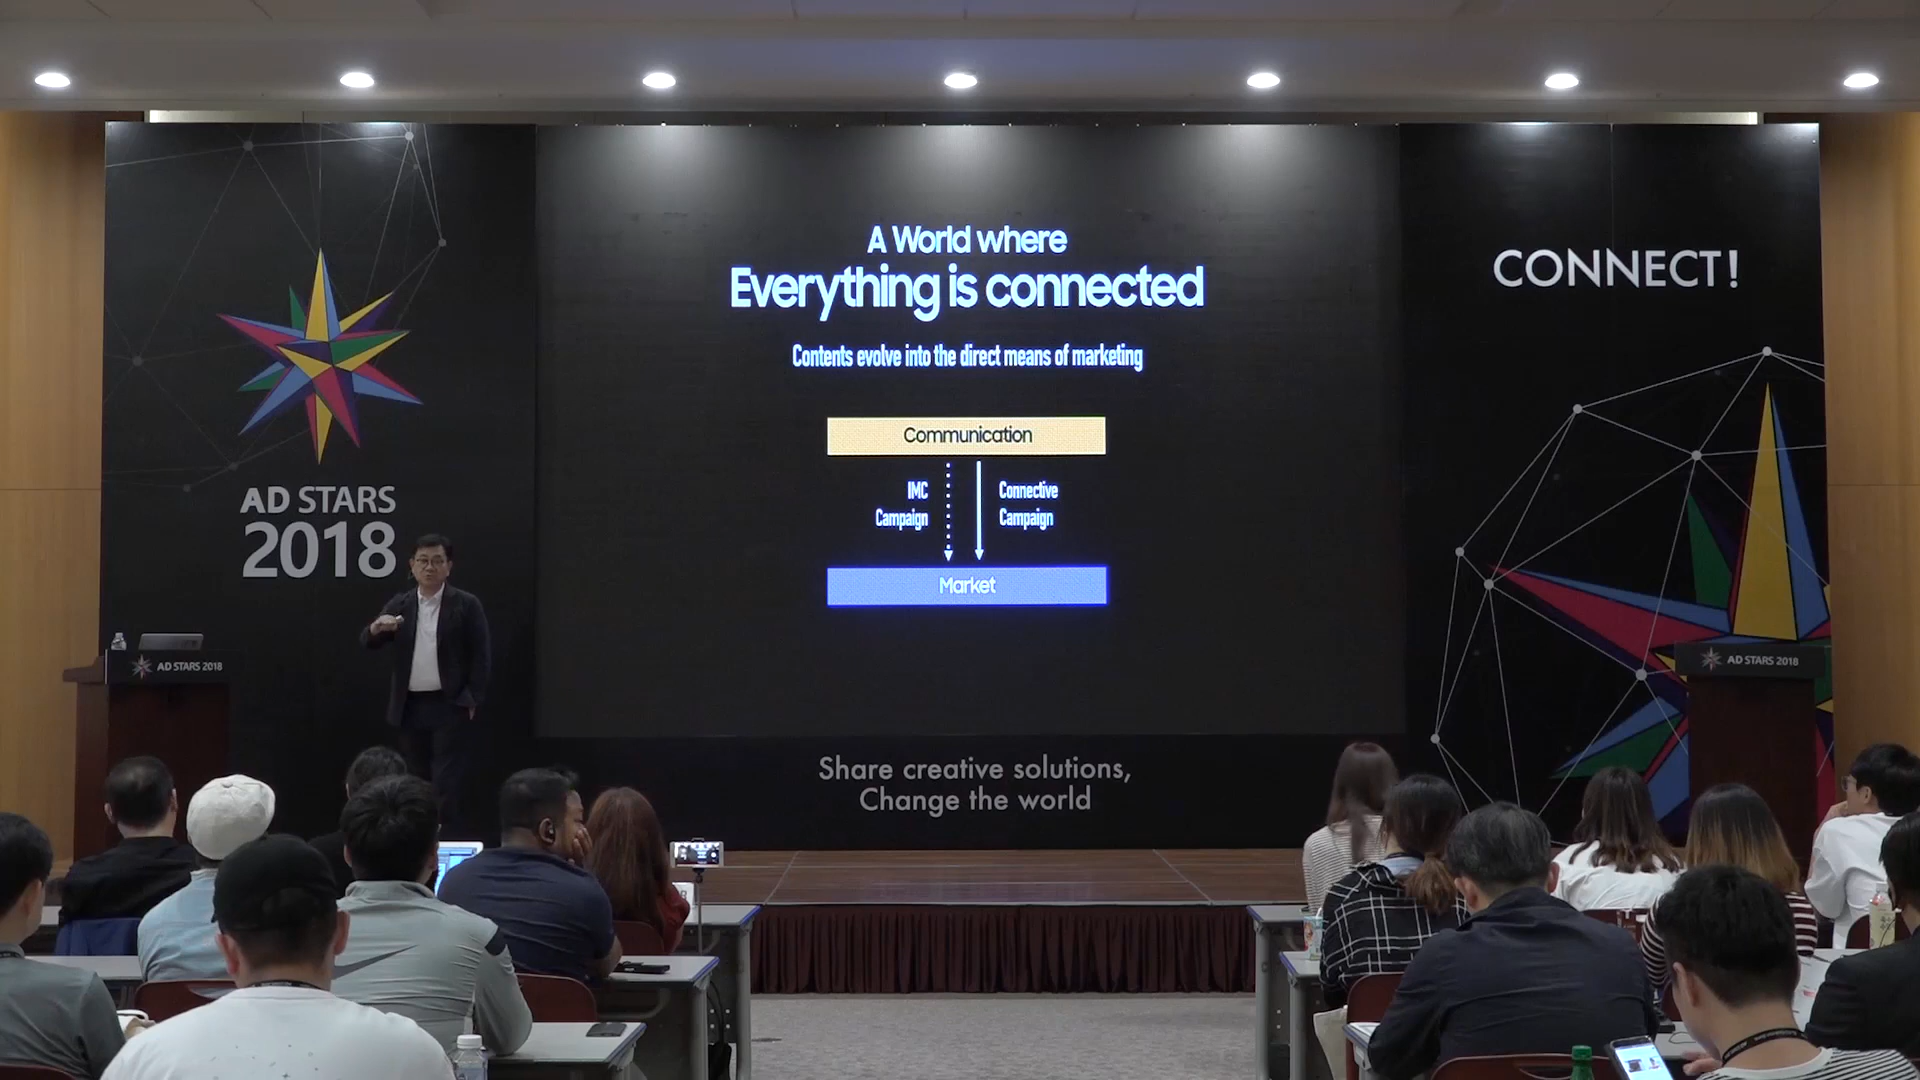 A World where
Everything is connected
Contents evolve into the direct means of marketing
Communication
IMC
Campaign
Connective
Campaign
Market
AD STARS
2018
CONNECT!
AD STARS 2018
AD STARS 2018
Share creative solutions,
Change the world